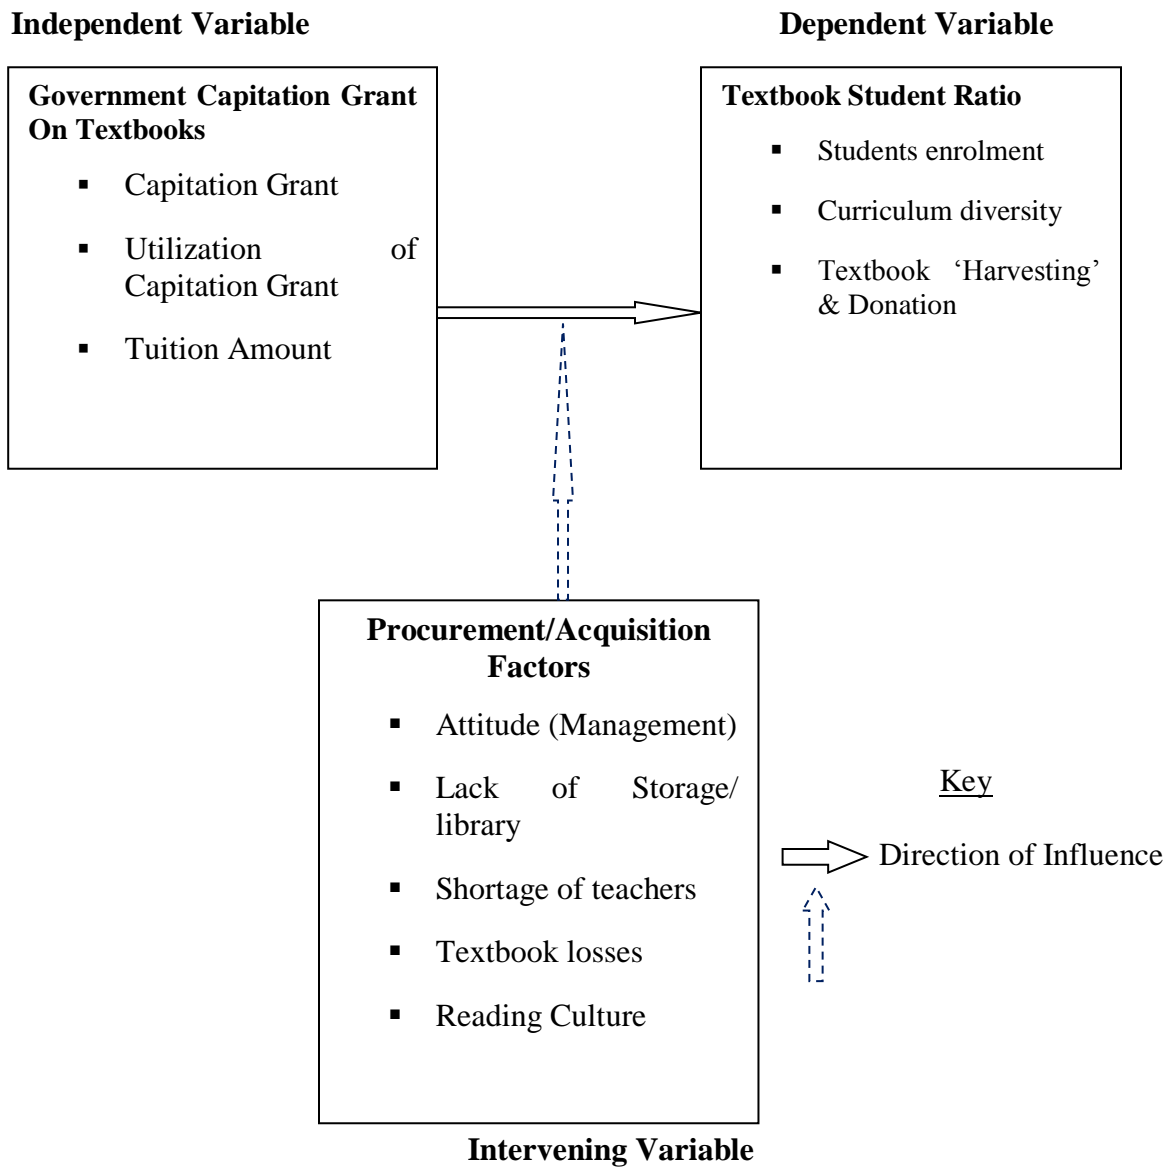 Independent Variable
Dependent Variable
Government Capitation Grant
On Textbooks
▪ Capitation Grant
▪ Utilization of
Capitation Grant
▪ Tuition Amount
Textbook Student Ratio
▪ Students enrolment
▪ Curriculum diversity
▪ Textbook ‘Harvesting’
& Donation
Procurement/Acquisition
Factors
▪ Attitude (Management)
▪ Lack of Storage/
library
▪ Shortage of teachers
▪ Textbook losses
▪ Reading Culture
Key
Direction of Influence
Intervening Variable